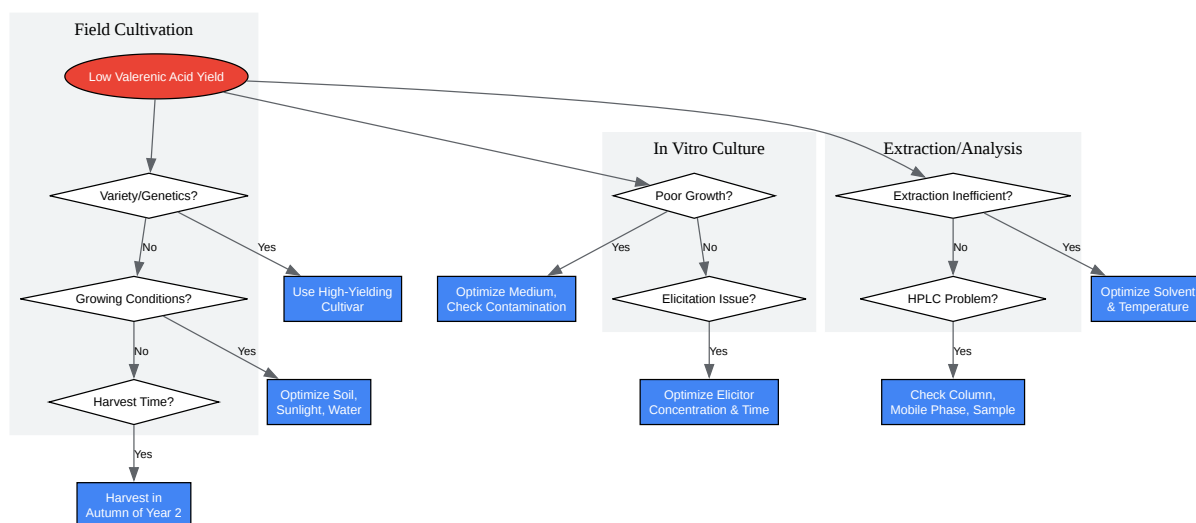 Field Cultivation
Low Valerenic Acid Yield
In Vitro Culture
Extraction/Analysis
Variety/Genetics?
Poor Growth?
Extraction Inefficient?
No
Yes
Yes
No
No
Yes
Growing Conditions?
Use High-Yielding
Cultivar
Optimize Medium,
Check Contamination
Elicitation Issue?
HPLC Problem?
Optimize Solvent
& Temperature
No
Yes
Yes
Yes
Harvest Time?
Optimize Soil,
Sunlight, Water
Optimize Elicitor
Concentration & Time
Check Column,
Mobile Phase, Sample
Yes
Harvest in
Autumn of Year 2